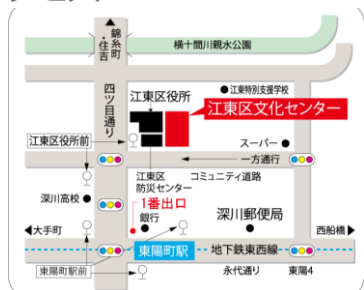 錦糸町
・住吉
横十間川親水公園
四ツ目通り
江東区役所
江東特別支援学校
江東区文化センター
江東区役所前
スーパー
一方通行
江東区
防災センター
コミュニティ道路
深川高校
1番出口
銀行
深川郵便局
大手町
西船橋
東陽町駅
地下鉄東西線
東陽町駅前
永代通り
東陽4